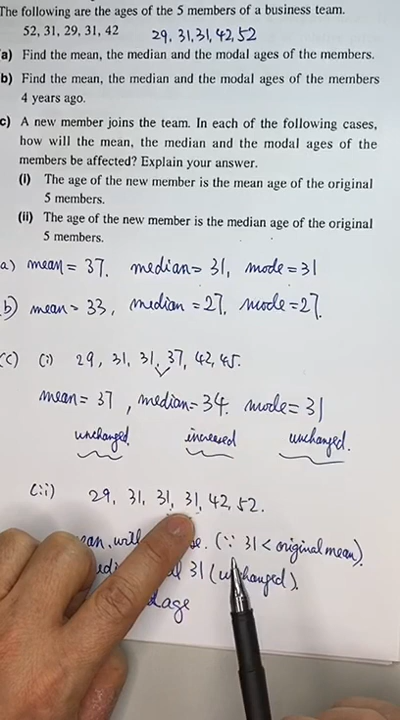 The following are the ages of the 5 members of a business team.
52, 31, 29, 31, 42 29, 31, 31, 42, 52
a) Find the mean, the median and the modal ages of the members.
b) Find the mean, the median and the modal ages of the members
4 years ago.
c) A new member joins the team. In each of the following cases,
how will the mean, the median and the modal ages of the
members be affected? Explain your answer.
(i) The age of the new member is the mean age of the original
5 members.
(ii) The age of the new member is the median age of the original
5 members.
a) mean = 37. median = 31, mode = 31
b) mean = 33, median = 27, mode = 27.
(c) (i) 29, 31, 31, 37, 42, 45.
mean = 37, median = 34. mode = 31
unchanged. increased unchanged.
(ii) 29, 31, 31, 31, 42, 52.
(∵ 31 < original mean).
31 (unchanged).